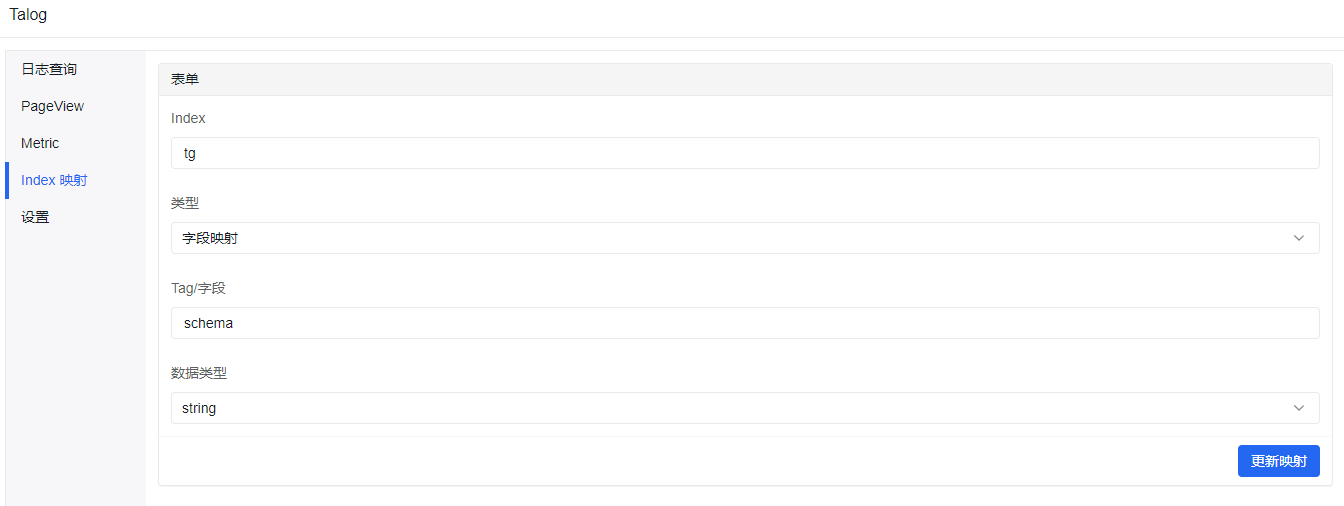 Talog
日志查询
PageView
Metric
Index 映射
设置
表单
Index
tg
类型
字段映射
Tag/字段
schema
数据类型
string
更新映射